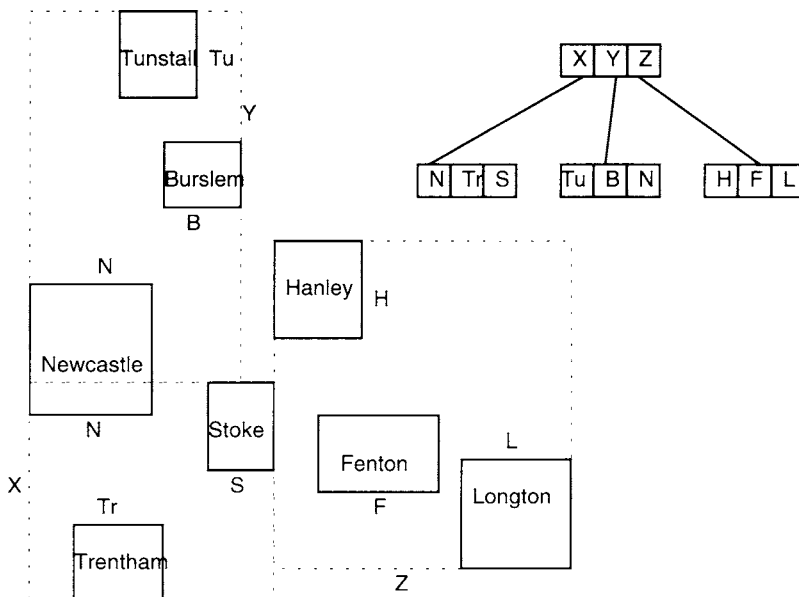 Tunstall Tu
X Y Z
Y
Burslem
N Tr S
Tu B N
H F L
B
N
Hanley H
Newcastle
N
Stoke
L
Fenton
Longton
X
S
F
Tr
Trentham
Z